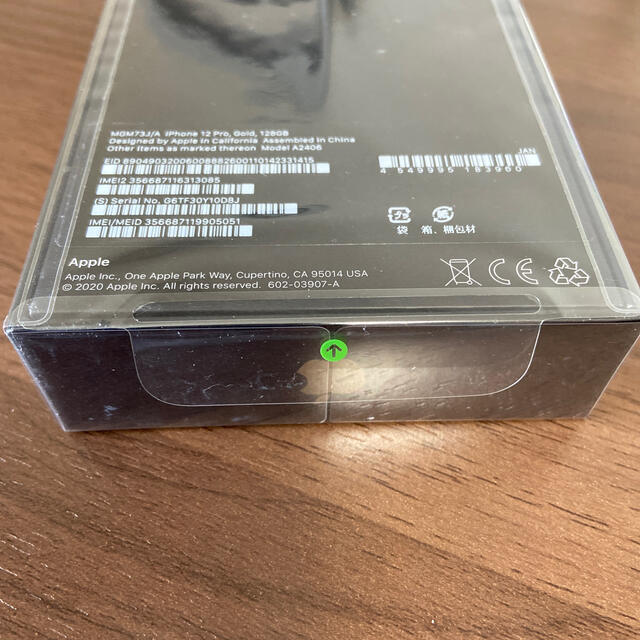 MGM73J/A iPhone 12 Pro, Gold, 128GB
Designed by Apple in California Assembled in China
Other items as marked thereon Model A2406
EID 89049032006008882600110142331415
IMEI2 356687116313085
(S) Serial No. G6TF30Y10D8J
IMEI/MEID 356687119905051
JAN
4 549995 183900
袋 箱、梱包材
Apple
Apple Inc., One Apple Park Way, Cupertino, CA 95014 USA
© 2020 Apple Inc. All rights reserved. 602-03907-A